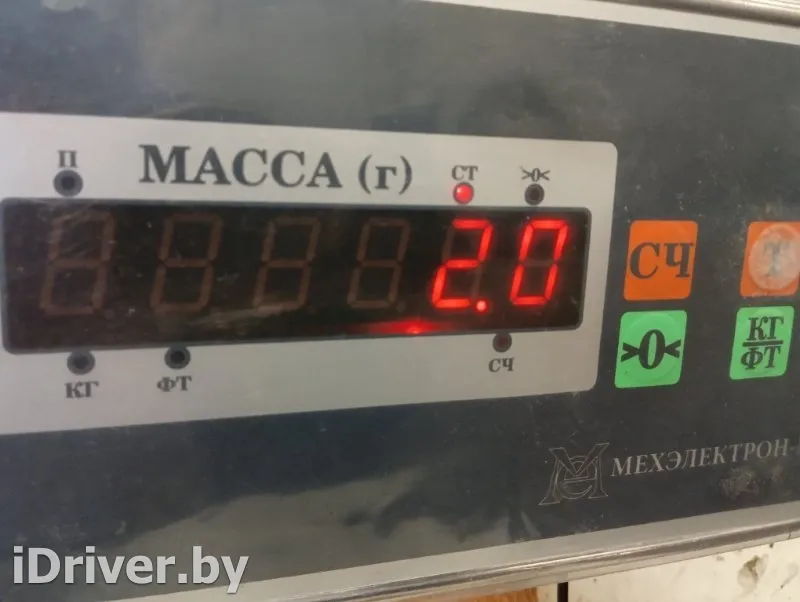 П
МАССА (г)
СТ
>0<
2.0
СЧ
Т
КГ
ФТ
СЧ
>0<
КГ
ФТ
МЕХЭЛЕКТРОН-
iDriver.by